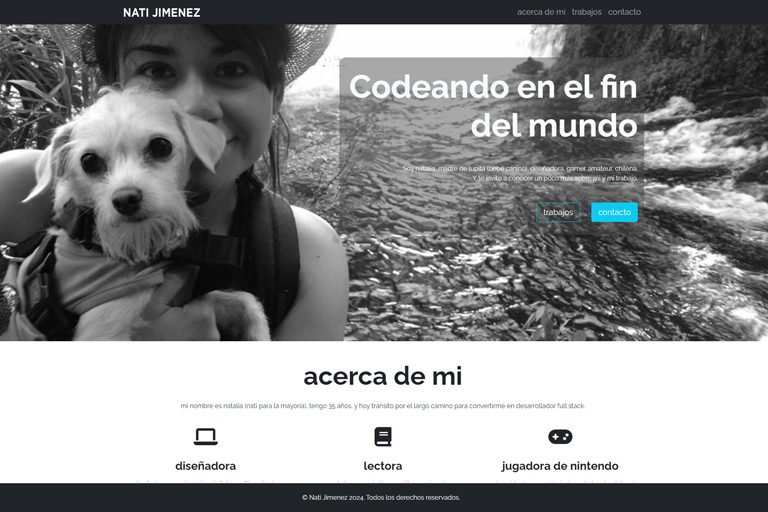 NATI JIMENEZ
acerca de mi trabajos contacto
Codeando en el fin
del mundo
Soy natalia, madre de lupita (bebé canino), diseñadora, gamer amateur, chilena.
Y te invito a conocer un poco más sobre mi y mi trabajo.
trabajos contacto
acerca de mi
mi nombre es natalia (nati para la mayoría), tengo 35 años, y hoy transito por el largo camino para convertirme en desarrollador full stack.
diseñadora lectora jugadora de nintendo
© Nati Jimenez 2024. Todos los derechos reservados.